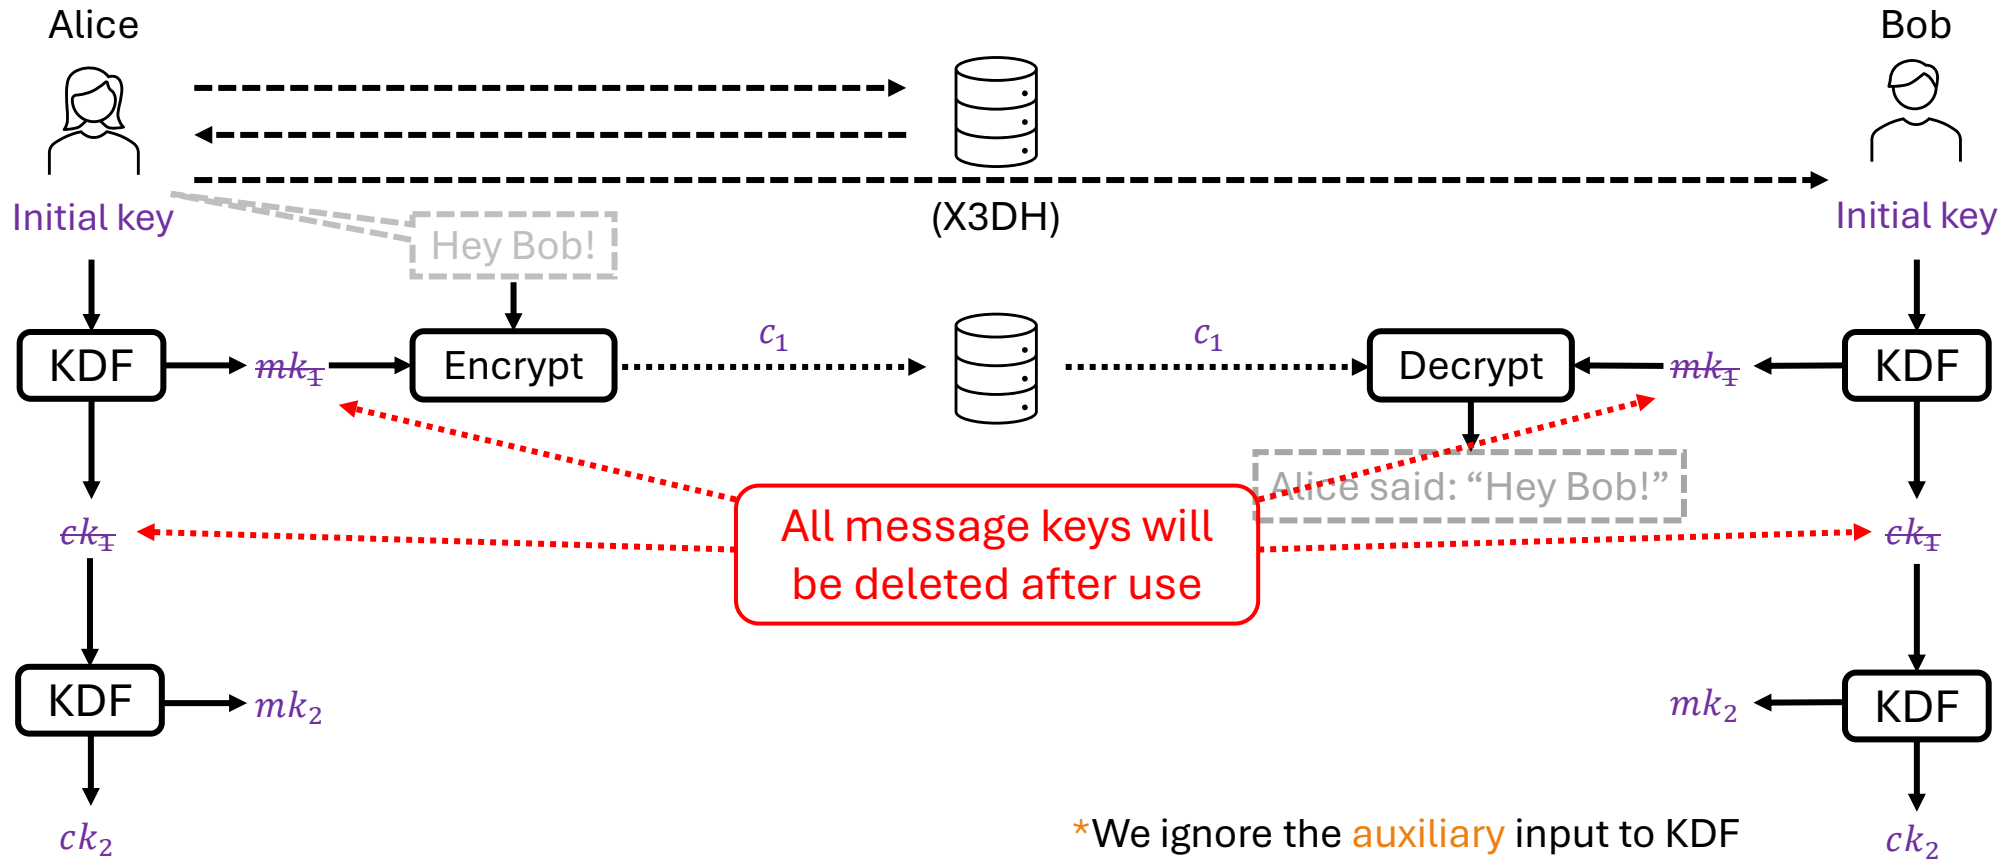 Alice
Bob
Initial key
(X3DH)
Initial key
Hey Bob!
KDF
mk₁
Encrypt
c₁
c₁
Decrypt
mk₁
KDF
Alice said: “Hey Bob!”
All message keys will
be deleted after use
ck₁
ck₁
KDF
mk₂
mk₂
KDF
ck₂
*We ignore the auxiliary input to KDF
ck₂